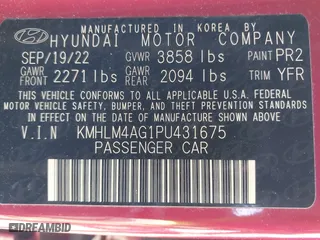 MANUFACTURED IN KOREA BY
HYUNDAI MOTOR COMPANY
SEP/19/22 GVWR 3858 lbs PAINT PR2
GAWR FRT 2271 lbs GAWR RR 2094 lbs TRIM YFR
THIS VEHICLE CONFORMS TO ALL APPLICABLE
FEDERAL MOTOR VEHICLE SAFETY, BUMPER, AND
THEFT PREVENTION STANDARDS IN EFFECT ON
THE DATE OF MANUFACTURE SHOWN ABOVE.
V.I.N KMHLM4AG1PU431675
PASSENGER CAR
DREAMBID